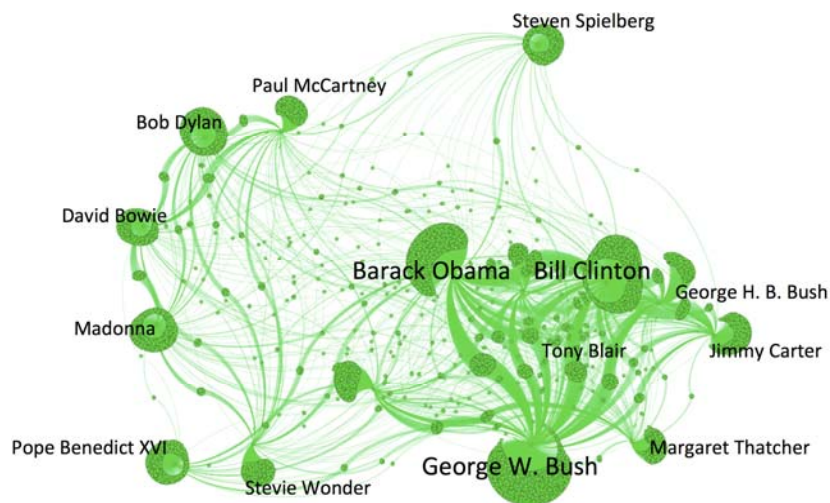 Steven Spielberg
Paul McCartney
Bob Dylan
David Bowie
Barack Obama
Bill Clinton
George H. B. Bush
Madonna
Tony Blair
Jimmy Carter
Pope Benedict XVI
George W. Bush
Margaret Thatcher
Stevie Wonder